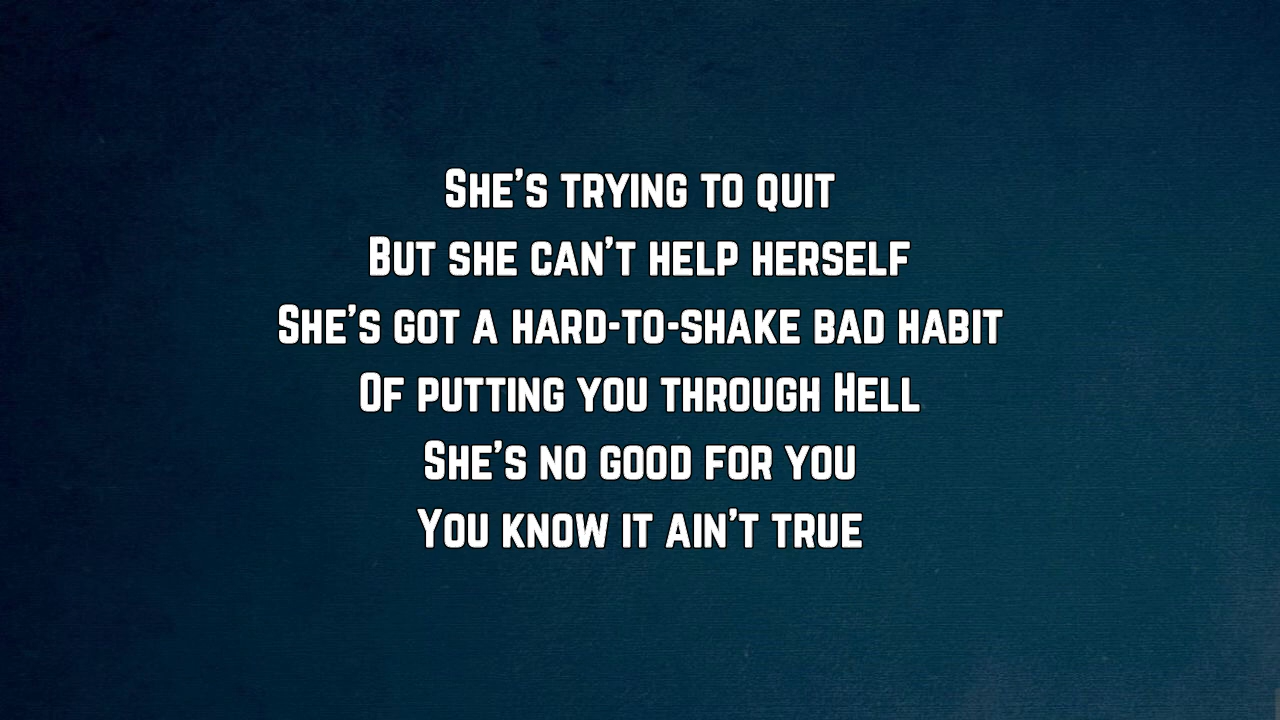 She’s trying to quit
But she can’t help herself
She’s got a hard-to-shake bad habit
Of putting you through Hell
She’s no good for you
You know it ain’t true